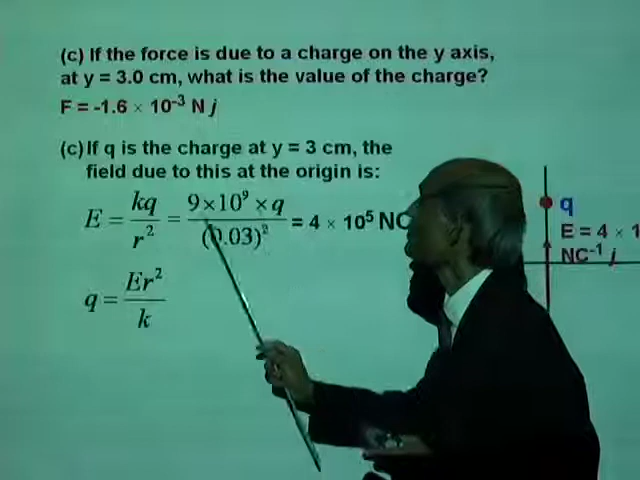 (c) If the force is due to a charge on the y axis,
at y = 3.0 cm, what is the value of the charge?
F = -1.6 × 10⁻³ N j
(c) If q is the charge at y = 3 cm, the
field due to this at the origin is:
E = kq / r² = 9×10⁹ × q / (0.03)² = 4 × 10⁵ NC
q = Er² / k
q
E = 4 × 1
NC⁻¹ j